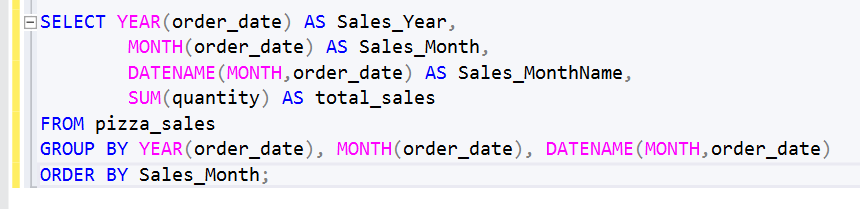 SELECT YEAR(order_date) AS Sales_Year,
MONTH(order_date) AS Sales_Month,
DATENAME(MONTH,order_date) AS Sales_MonthName,
SUM(quantity) AS total_sales
FROM pizza_sales
GROUP BY YEAR(order_date), MONTH(order_date), DATENAME(MONTH,order_date)
ORDER BY Sales_Month;